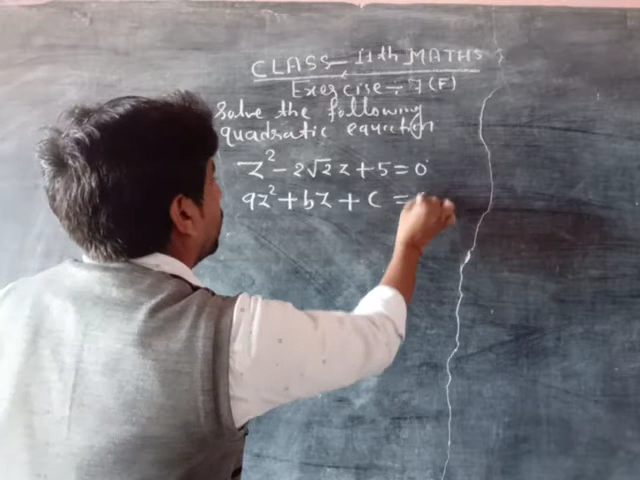 CLASS - 11th MATHS
Exercise - 7(F)
Solve the following
quadratic equation
z² - 2√2 z + 5 = 0
az² + bz + c =